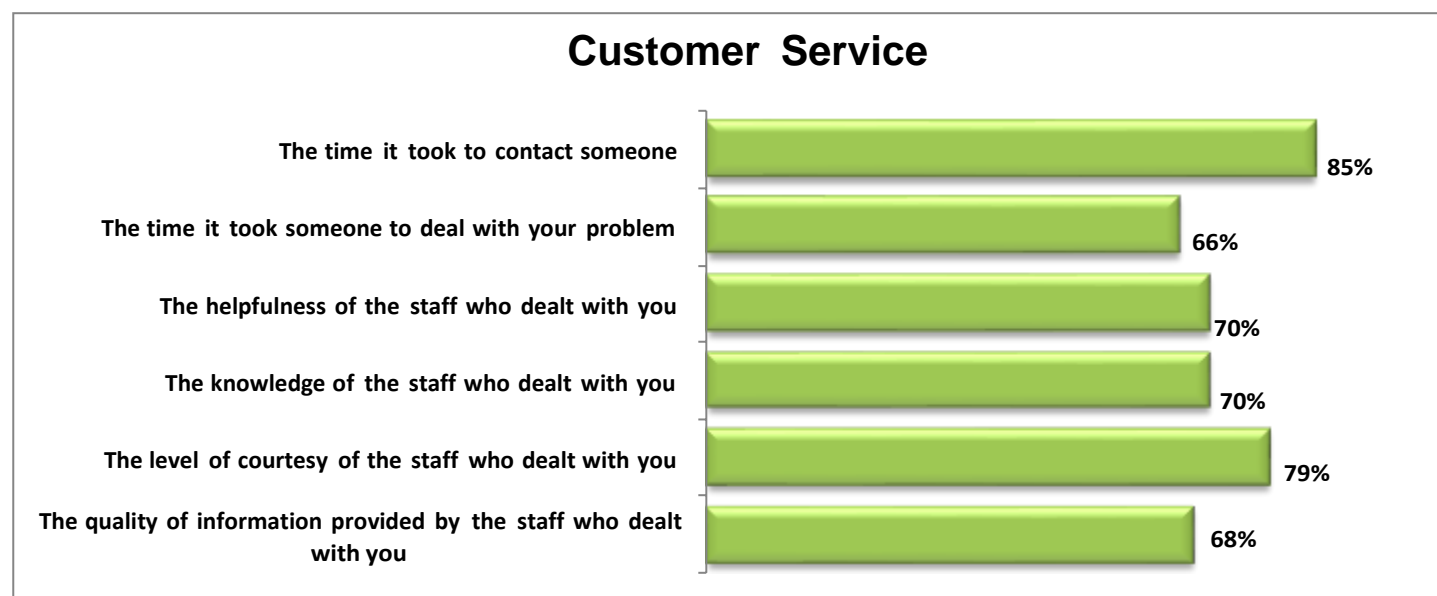 Customer Service
The time it took to contact someone
85%
The time it took someone to deal with your problem
66%
The helpfulness of the staff who dealt with you
70%
The knowledge of the staff who dealt with you
70%
The level of courtesy of the staff who dealt with you
79%
The quality of information provided by the staff who dealt
with you
68%